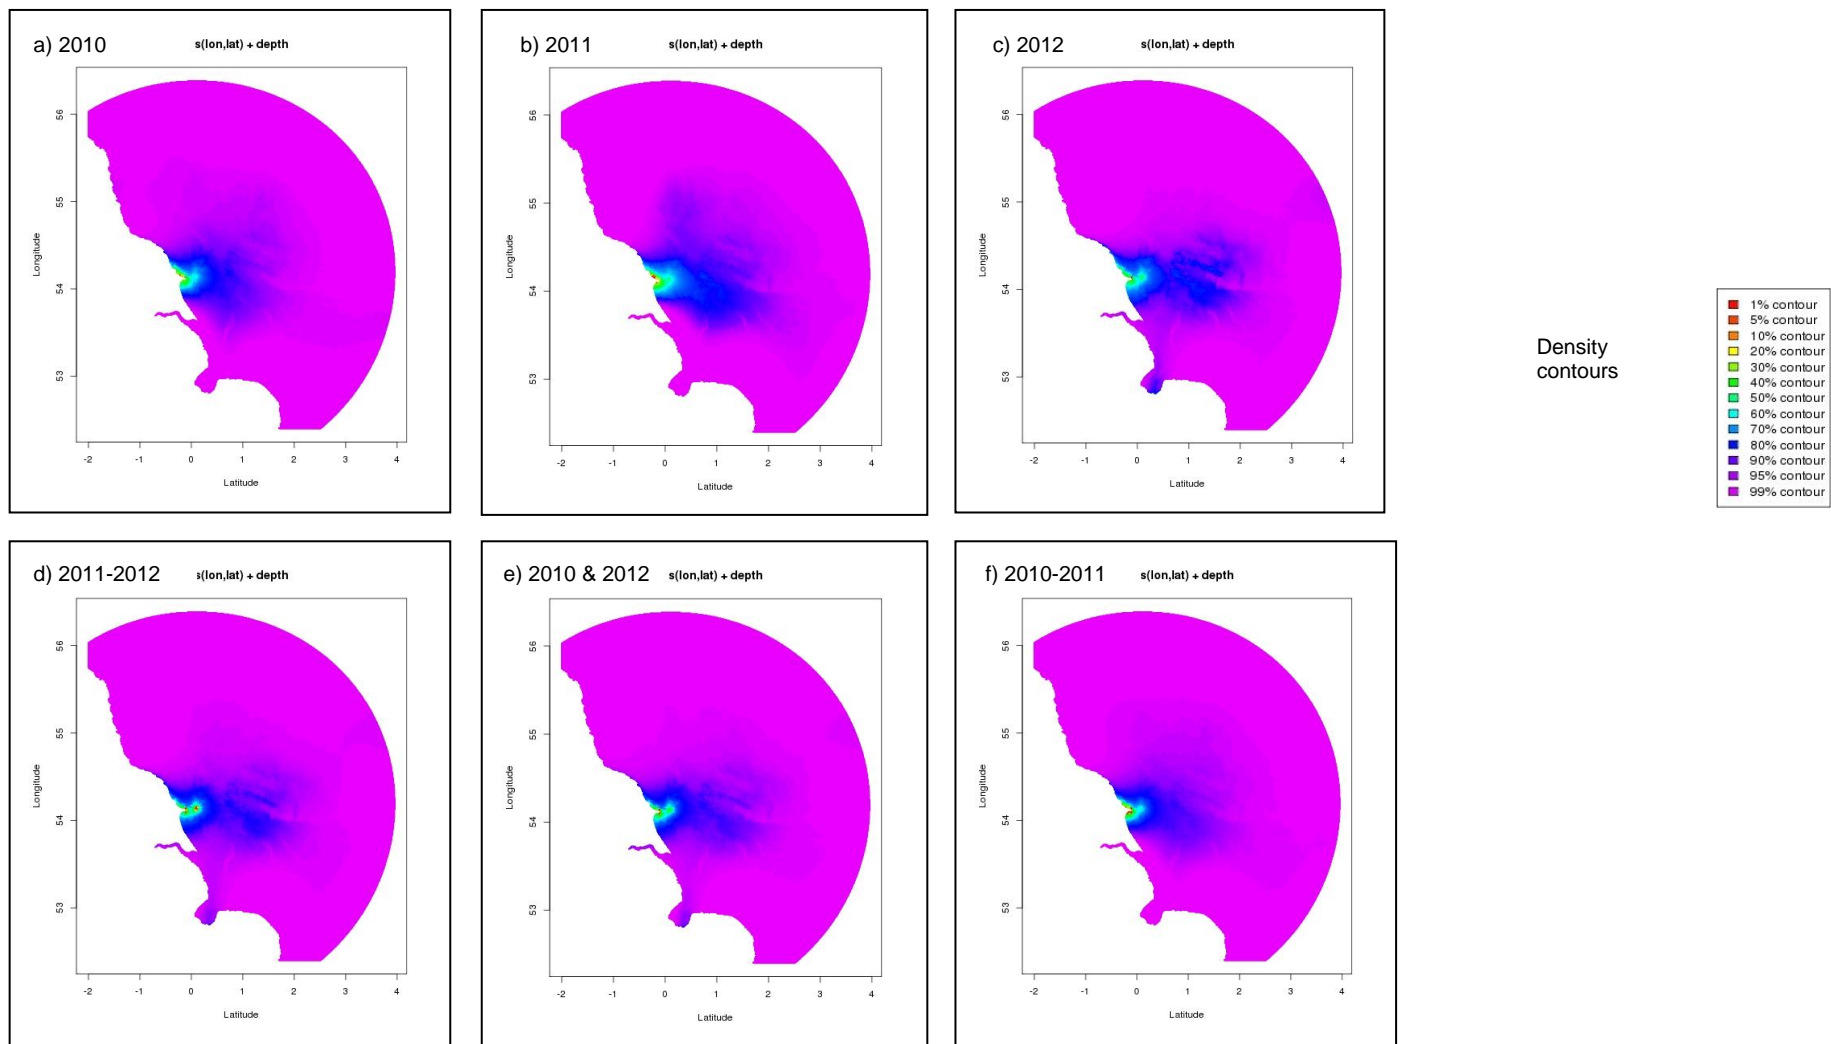 a) 2010
s(lon,lat) + depth
Longitude
56
55
54
53
-2 -1 0 1 2 3 4
Latitude
b) 2011
s(lon,lat) + depth
Longitude
56
55
54
53
-2 -1 0 1 2 3 4
Latitude
c) 2012
s(lon,lat) + depth
Longitude
56
55
54
53
-2 -1 0 1 2 3 4
Latitude
Density
contours
1% contour
5% contour
10% contour
20% contour
30% contour
40% contour
50% contour
60% contour
70% contour
80% contour
90% contour
95% contour
99% contour
d) 2011-2012
s(lon,lat) + depth
Longitude
56
55
54
53
-2 -1 0 1 2 3 4
Latitude
e) 2010 & 2012
s(lon,lat) + depth
Longitude
56
55
54
53
-2 -1 0 1 2 3 4
Latitude
f) 2010-2011
s(lon,lat) + depth
Longitude
56
55
54
53
-2 -1 0 1 2 3 4
Latitude